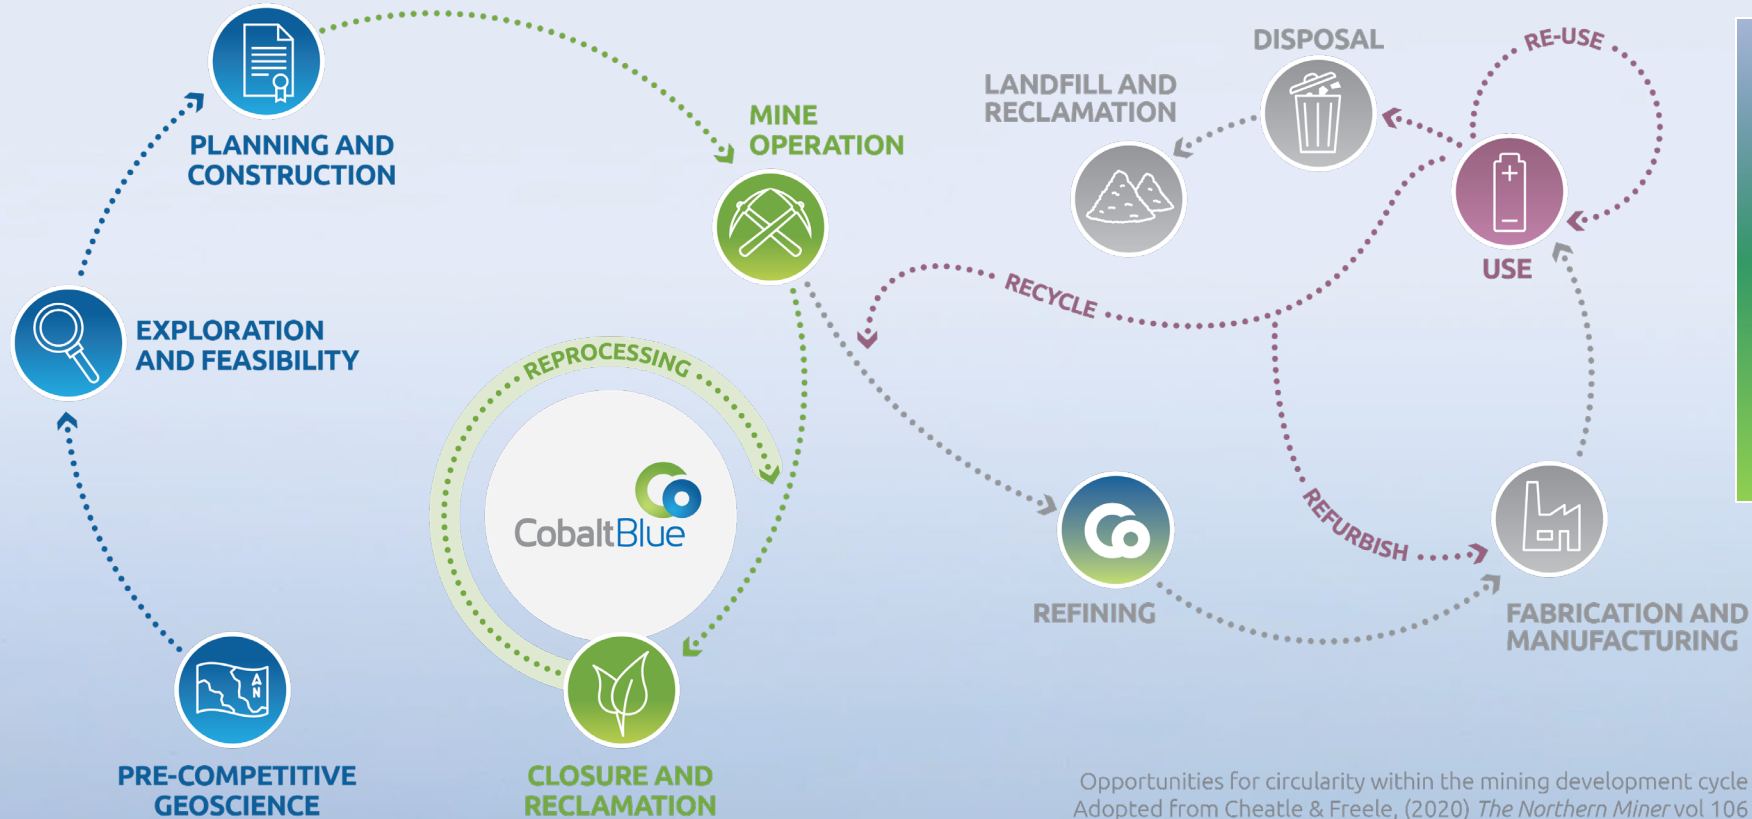 PLANNING AND
CONSTRUCTION
MINE
OPERATION
EXPLORATION
AND FEASIBILITY
REPROCESSING
CobaltBlue
PRE-COMPETITIVE
GEOSCIENCE
A
N
CLOSURE AND
RECLAMATION
DISPOSAL
LANDFILL AND
RECLAMATION
RE-USE
+
−
USE
RECYCLE
REFURBISH
Co
REFINING
FABRICATION AND
MANUFACTURING
Opportunities for circularity within the mining development cycle
Adopted from Cheatle & Freele, (2020) The Northern Miner vol 106